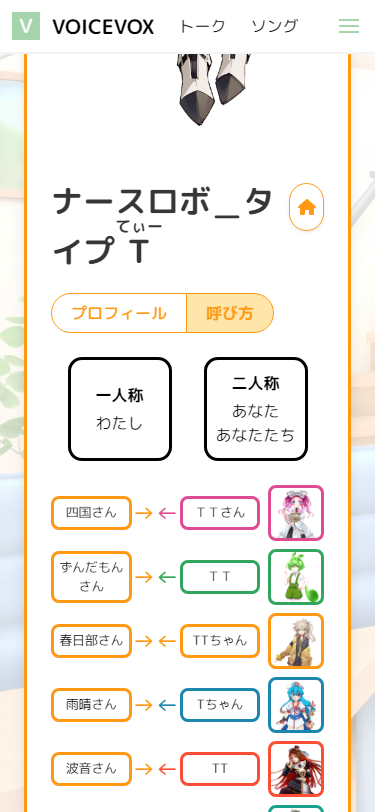 V VOICEVOX トーク ソング
ナースロボ＿タ
てぃー
イプT
プロフィール 呼び方
一人称
わたし
二人称
あなた
あなたたち
四国さん → ← ＴＴさん
ずんだもん
さん → ← ＴＴ
春日部さん → ← TTちゃん
雨晴さん → ← Tちゃん
波音さん → ← TT